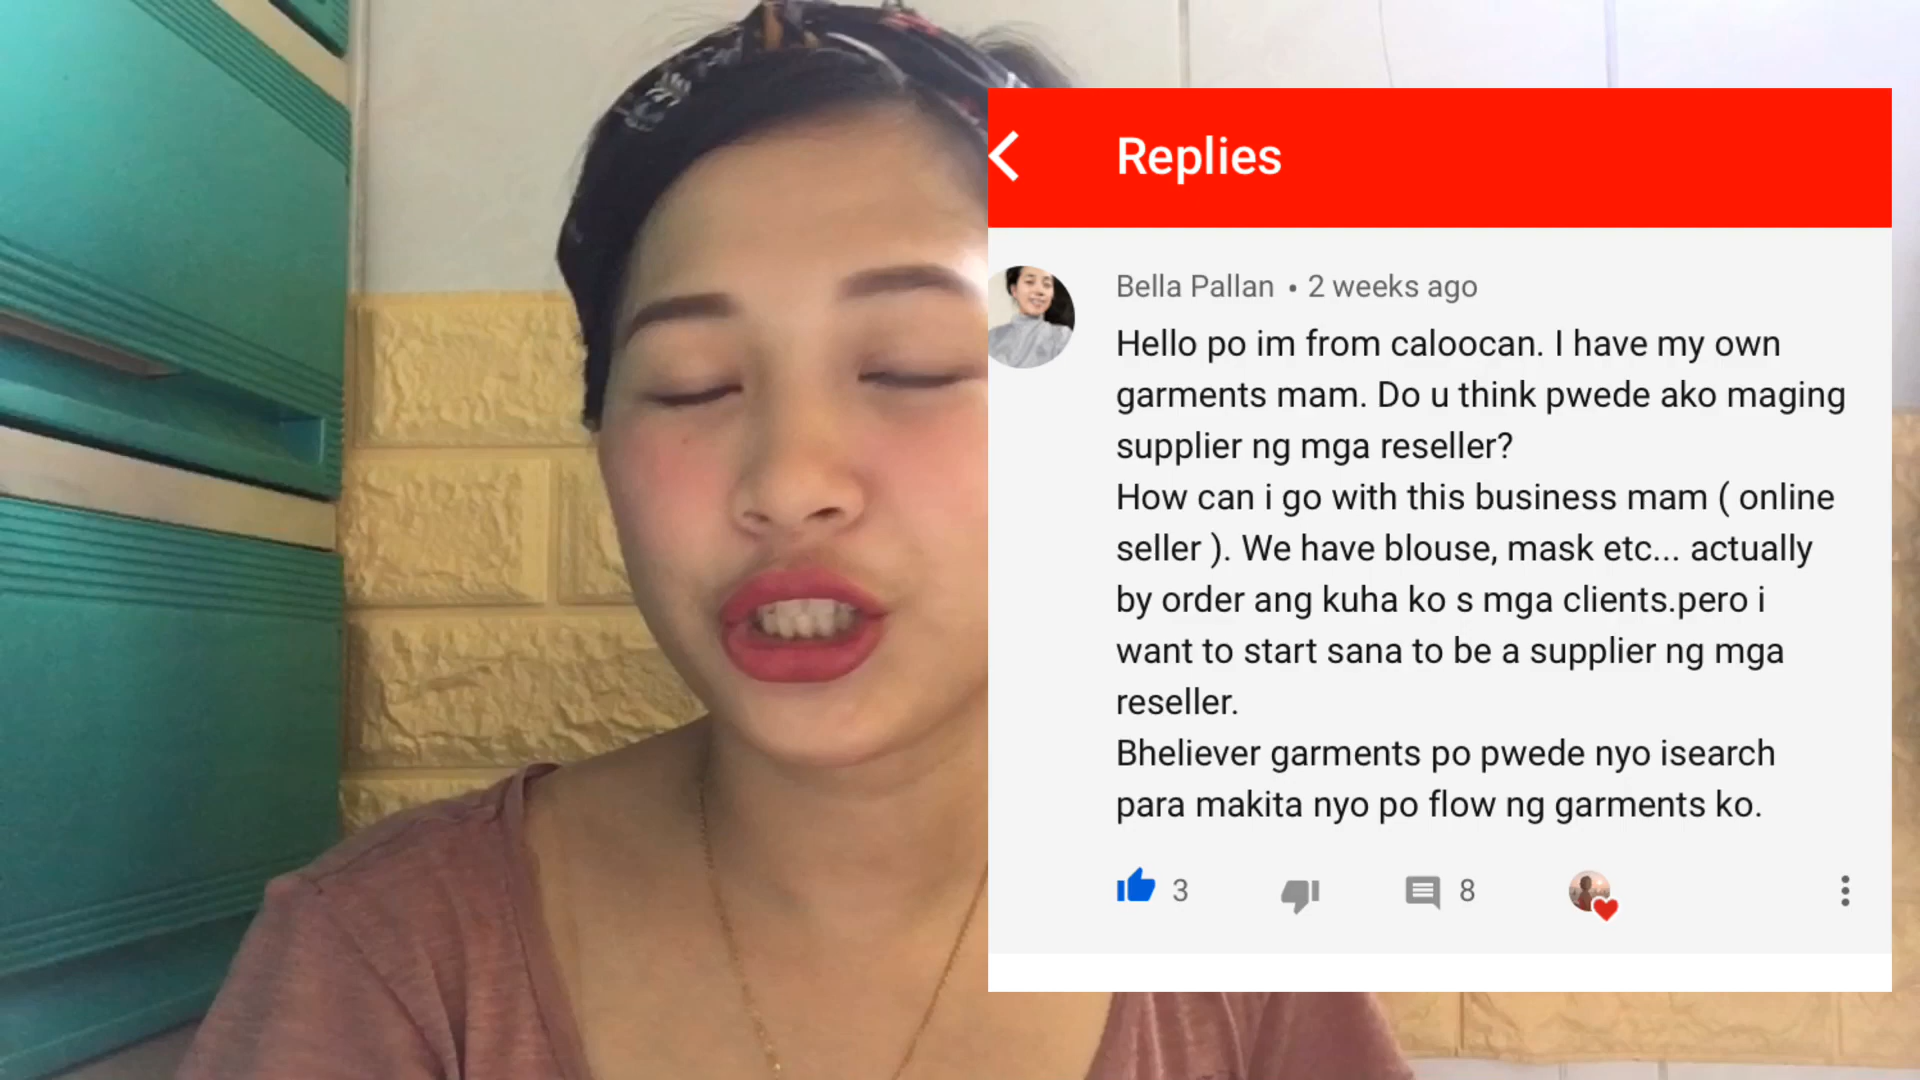 Replies
Bella Pallan • 2 weeks ago
Hello po im from caloocan. I have my own
garments mam. Do u think pwede ako maging
supplier ng mga reseller?
How can i go with this business mam ( online
seller ). We have blouse, mask etc... actually
by order ang kuha ko s mga clients.pero i
want to start sana to be a supplier ng mga
reseller.
Bheliever garments po pwede nyo isearch
para makita nyo po flow ng garments ko.
3 8